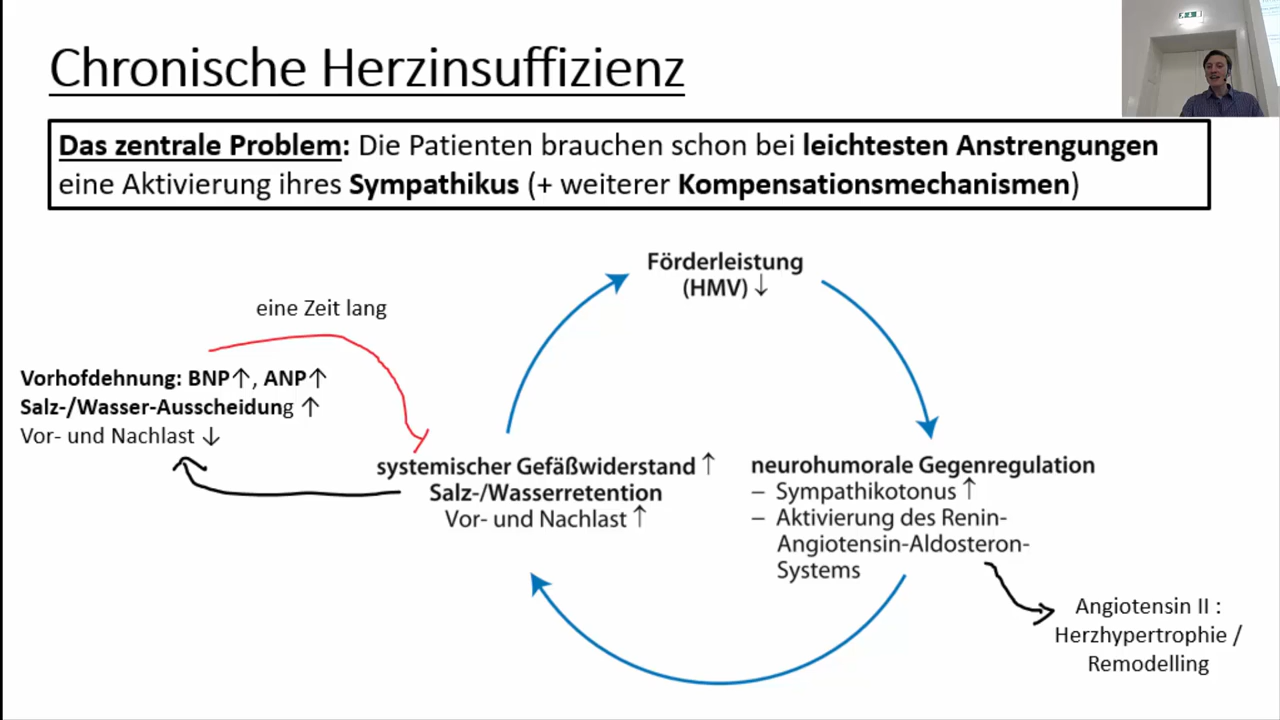 Chronische Herzinsuffizienz
Das zentrale Problem: Die Patienten brauchen schon bei leichtesten Anstrengungen
eine Aktivierung ihres Sympathikus (+ weiterer Kompensationsmechanismen)
Förderleistung
(HMV) ↓
eine Zeit lang
Vorhofdehnung: BNP↑, ANP↑
Salz-/Wasser-Ausscheidung ↑
Vor- und Nachlast ↓
systemischer Gefäßwiderstand ↑
Salz-/Wasserretention
Vor- und Nachlast ↑
neurohumorale Gegenregulation
– Sympathikotonus ↑
– Aktivierung des Renin-
Angiotensin-Aldosteron-
Systems
Angiotensin II :
Herzhypertrophie /
Remodelling